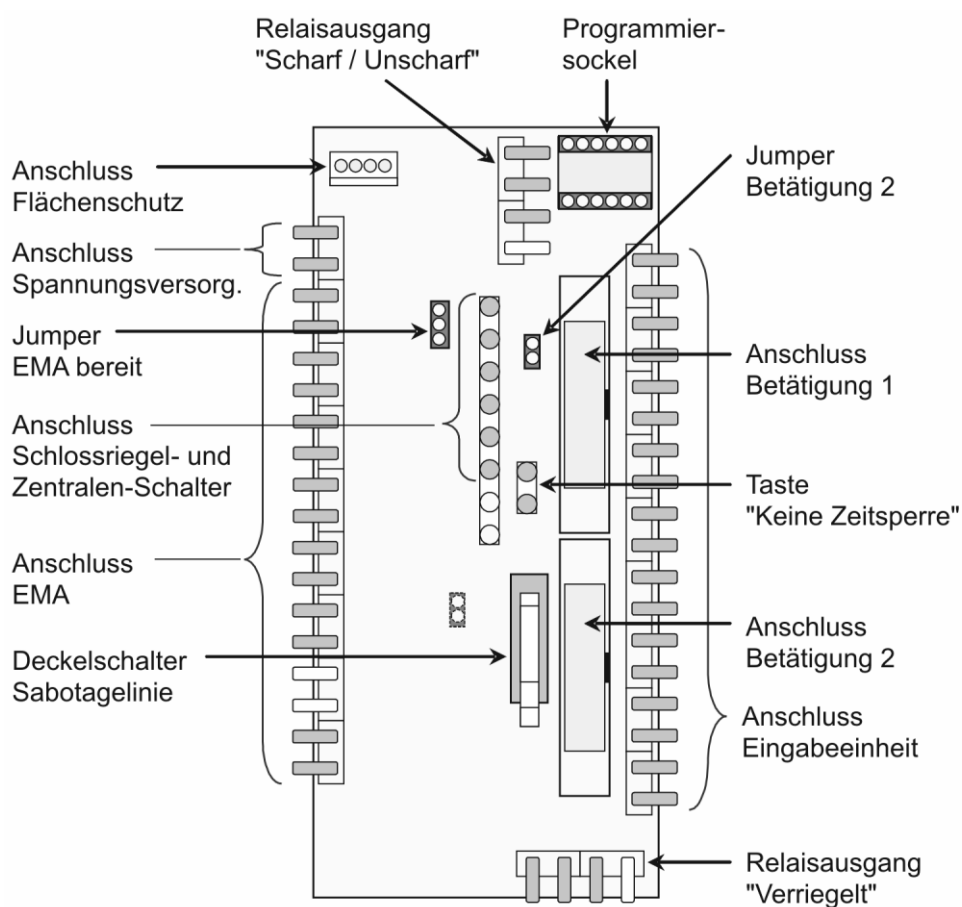 Relaisausgang
"Scharf / Unscharf"
Programmier-
sockel
Anschluss
Flächenschutz
Anschluss
Spannungsversorg.
Jumper
EMA bereit
Anschluss
Schlossriegel- und
Zentralen-Schalter
Anschluss
EMA
Deckelschalter
Sabotagelinie
Jumper
Betätigung 2
Anschluss
Betätigung 1
Taste
"Keine Zeitsperre"
Anschluss
Betätigung 2
Anschluss
Eingabeeinheit
Relaisausgang
"Verriegelt"